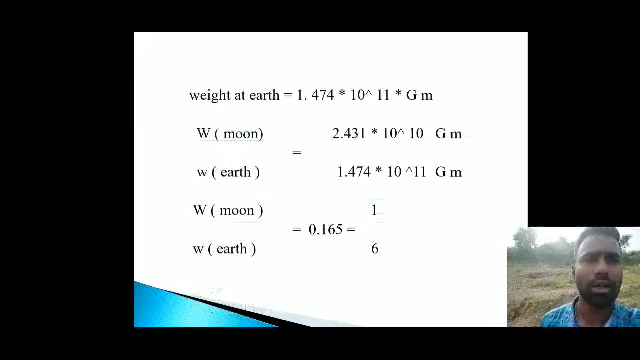 weight at earth = 1. 474 * 10^ 11 * G m
W ( moon) 2.431 * 10^ 10 G m
=
w ( earth ) 1.474 * 10 ^11 G m
W ( moon ) 1
= 0.165 =
w ( earth ) 6